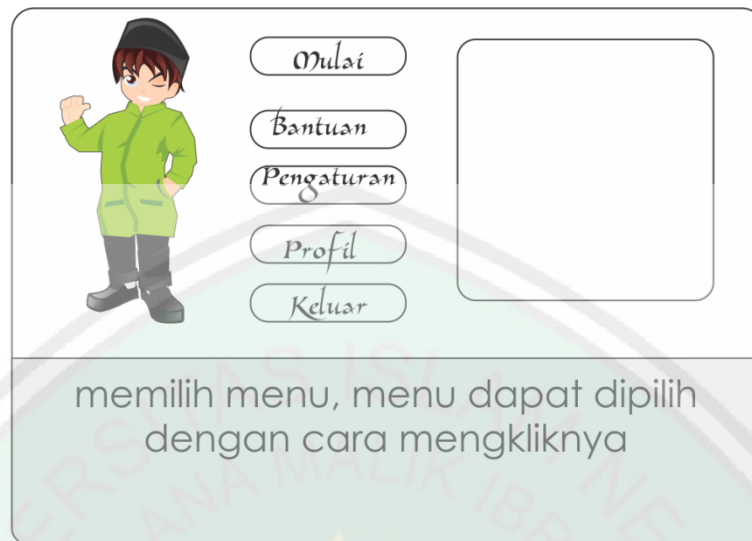 Mulai
Bantuan
Pengaturan
Profil
Keluar
memilih menu, menu dapat dipilih
dengan cara mengkliknya